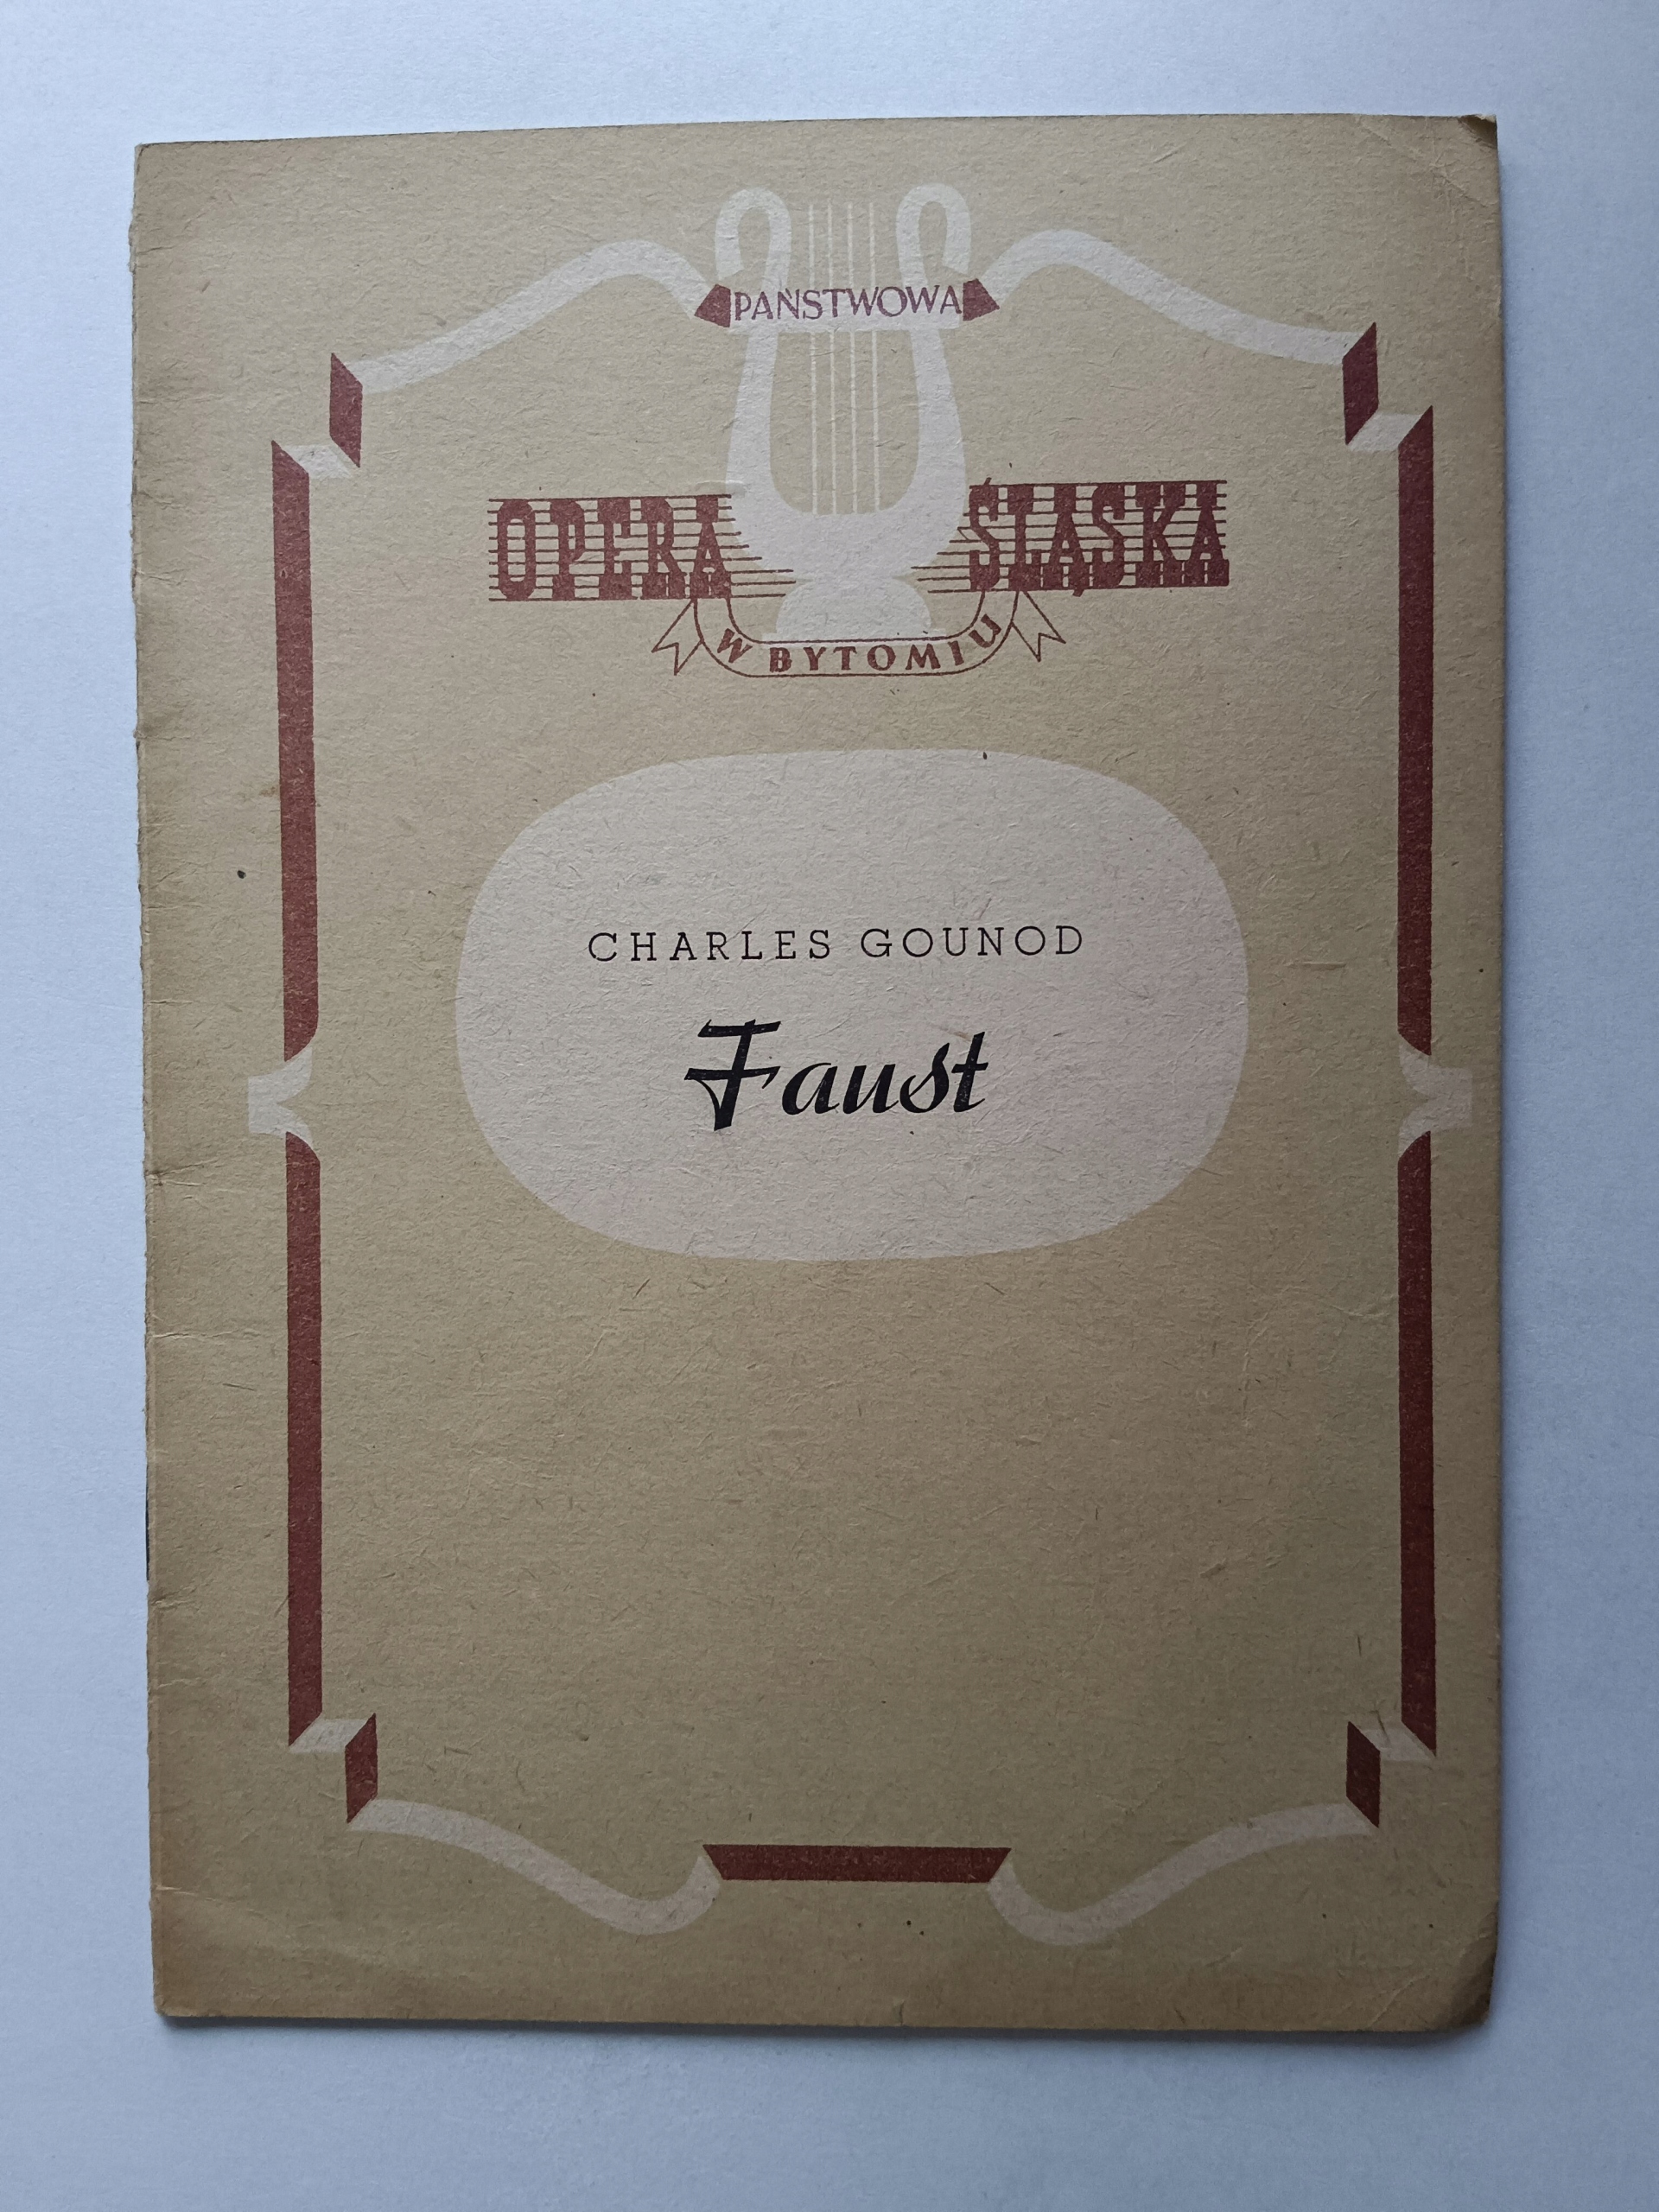 PAŃSTWOWA
OPERA ŚLĄSKA
W BYTOMIU
CHARLES GOUNOD
Faust